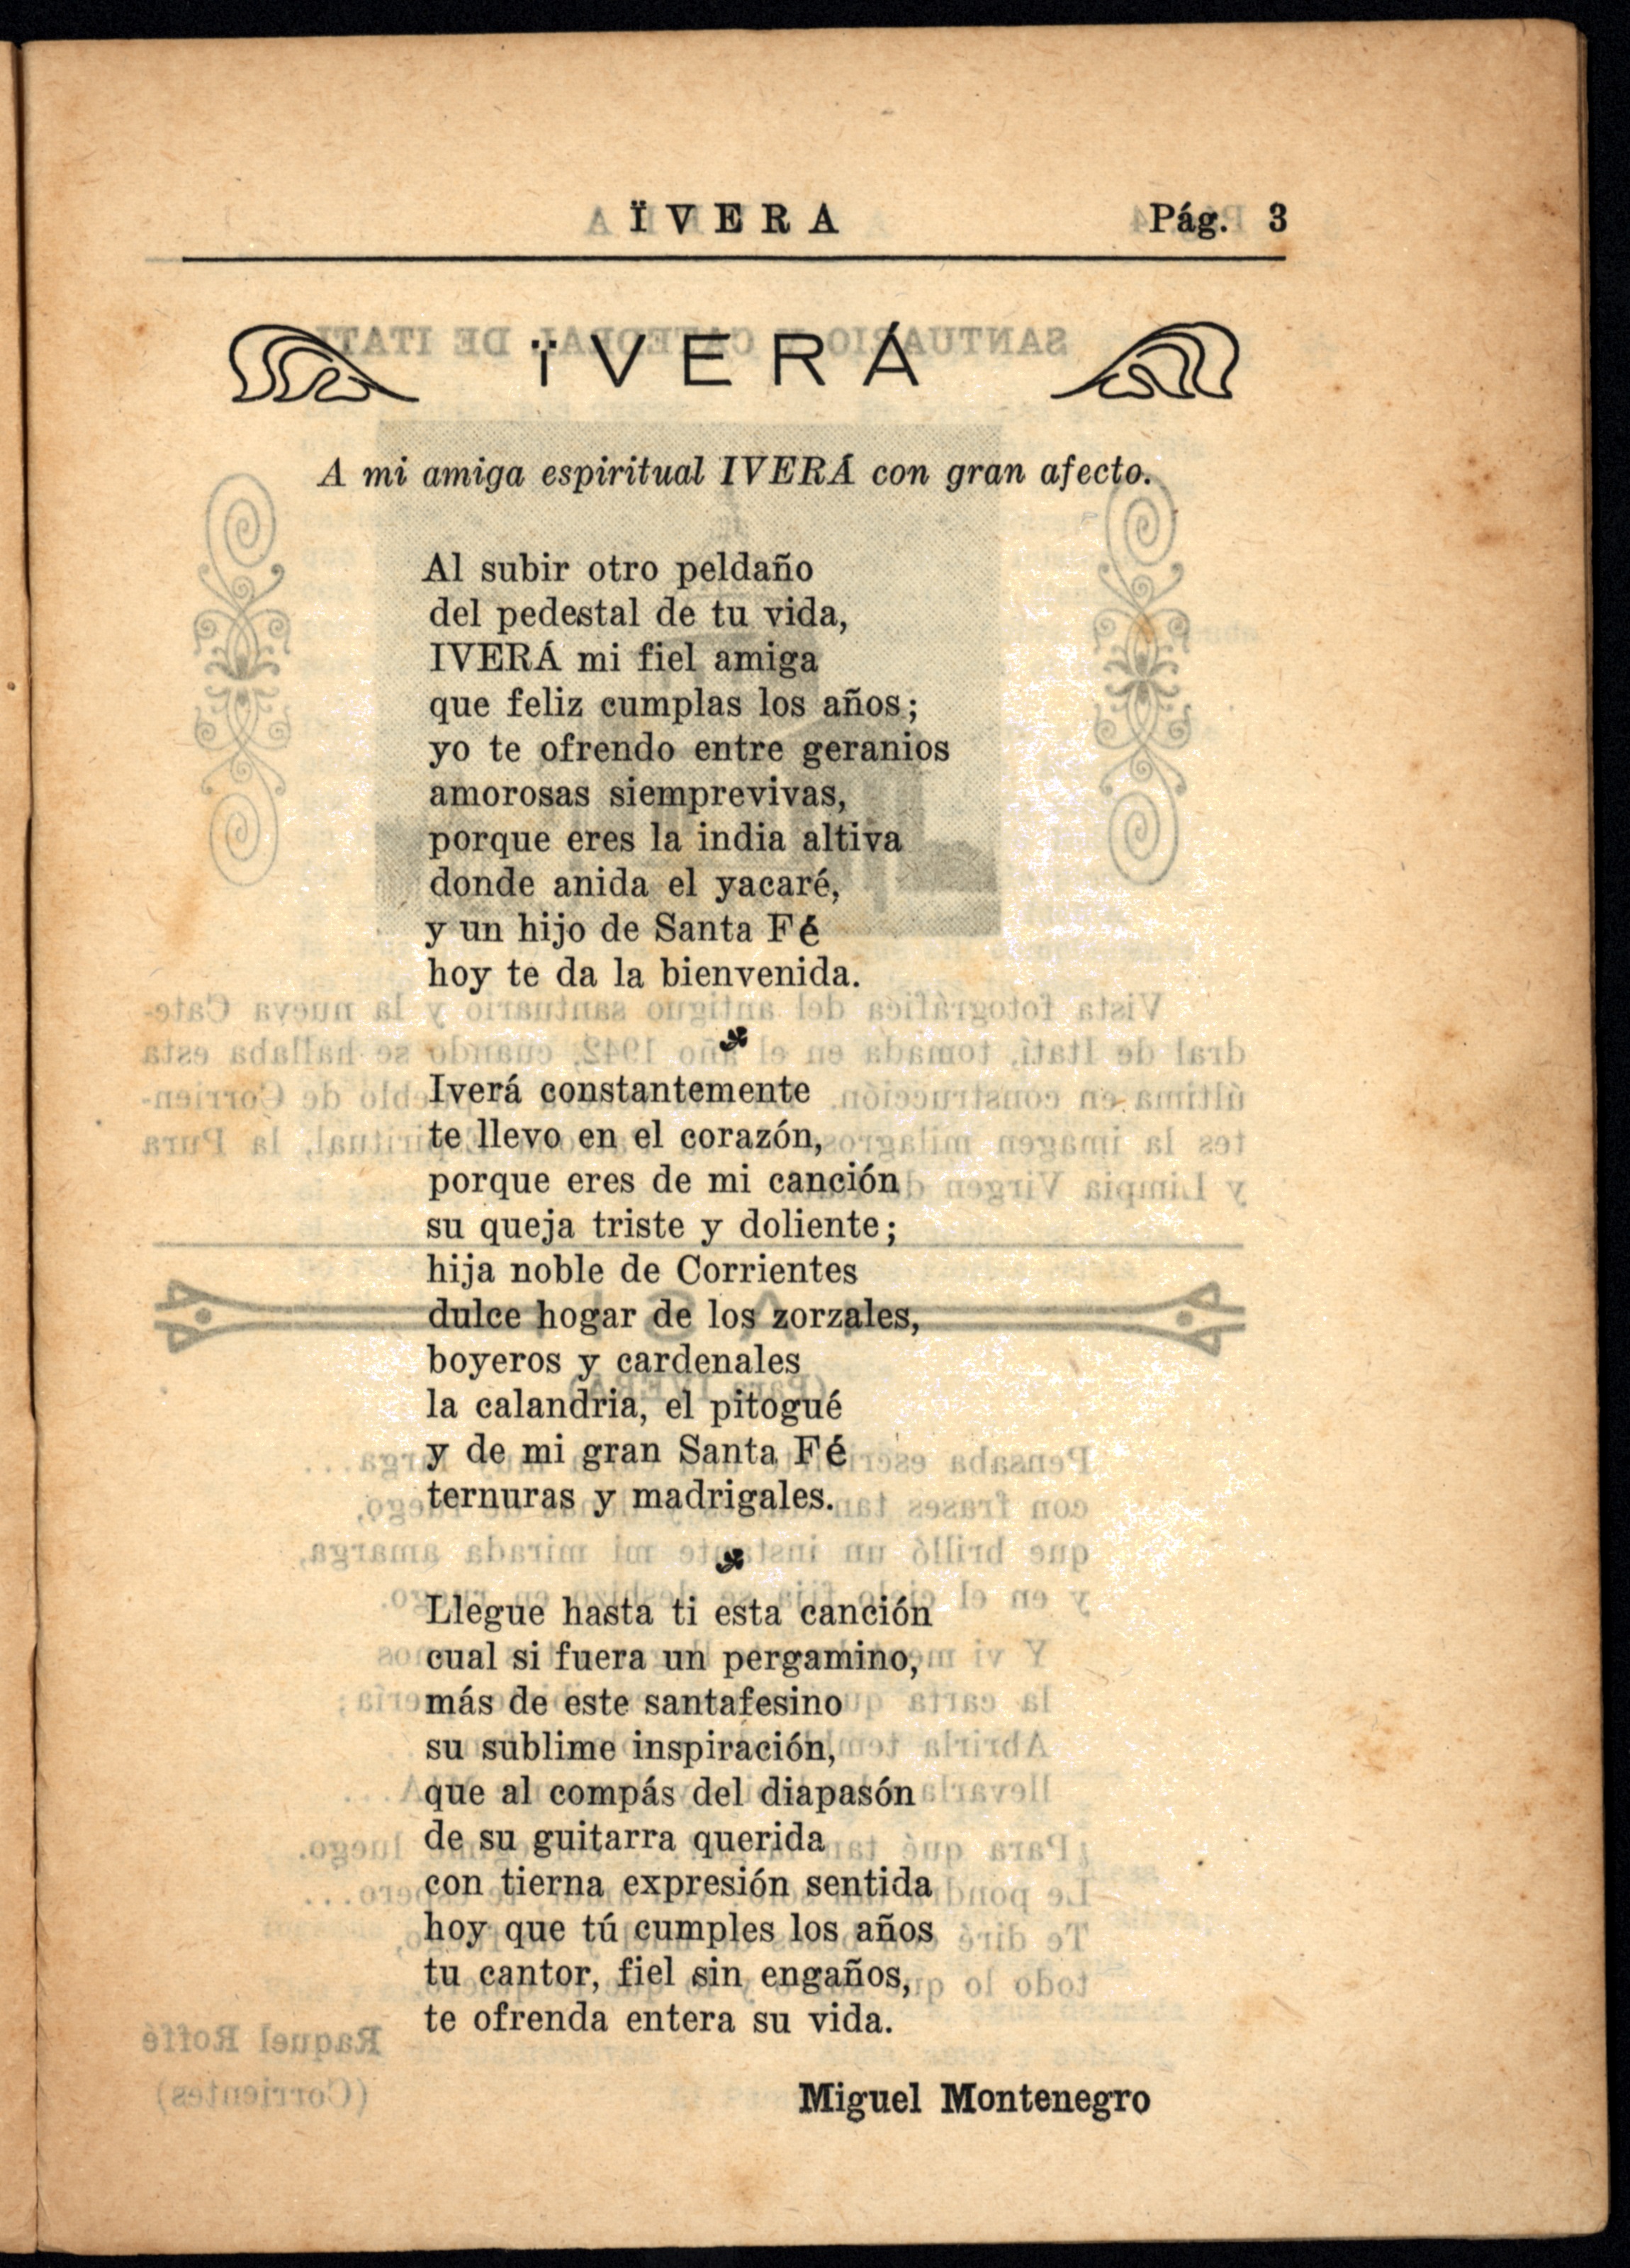 ÏVERA Pág. 3
ÏVERÁ
A mi amiga espiritual IVERÁ con gran afecto.
Al subir otro peldaño
del pedestal de tu vida,
IVERÁ mi fiel amiga
que feliz cumplas los años;
yo te ofrendo entre geranios
amorosas siemprevivas,
porque eres la india altiva
donde anida el yacaré,
y un hijo de Santa Fé
hoy te da la bienvenida.
Iverá constantemente
te llevo en el corazón,
porque eres de mi canción
su queja triste y doliente;
hija noble de Corrientes
dulce hogar de los zorzales,
boyeros y cardenales
la calandria, el pitogué
y de mi gran Santa Fé
ternuras y madrigales.
Llegue hasta ti esta canción
cual si fuera un pergamino,
más de este santafesino
su sublime inspiración,
que al compás del diapasón
de su guitarra querida
con tierna expresión sentida
hoy que tú cumples los años
tu cantor, fiel sin engaños,
te ofrenda entera su vida.
Miguel Montenegro